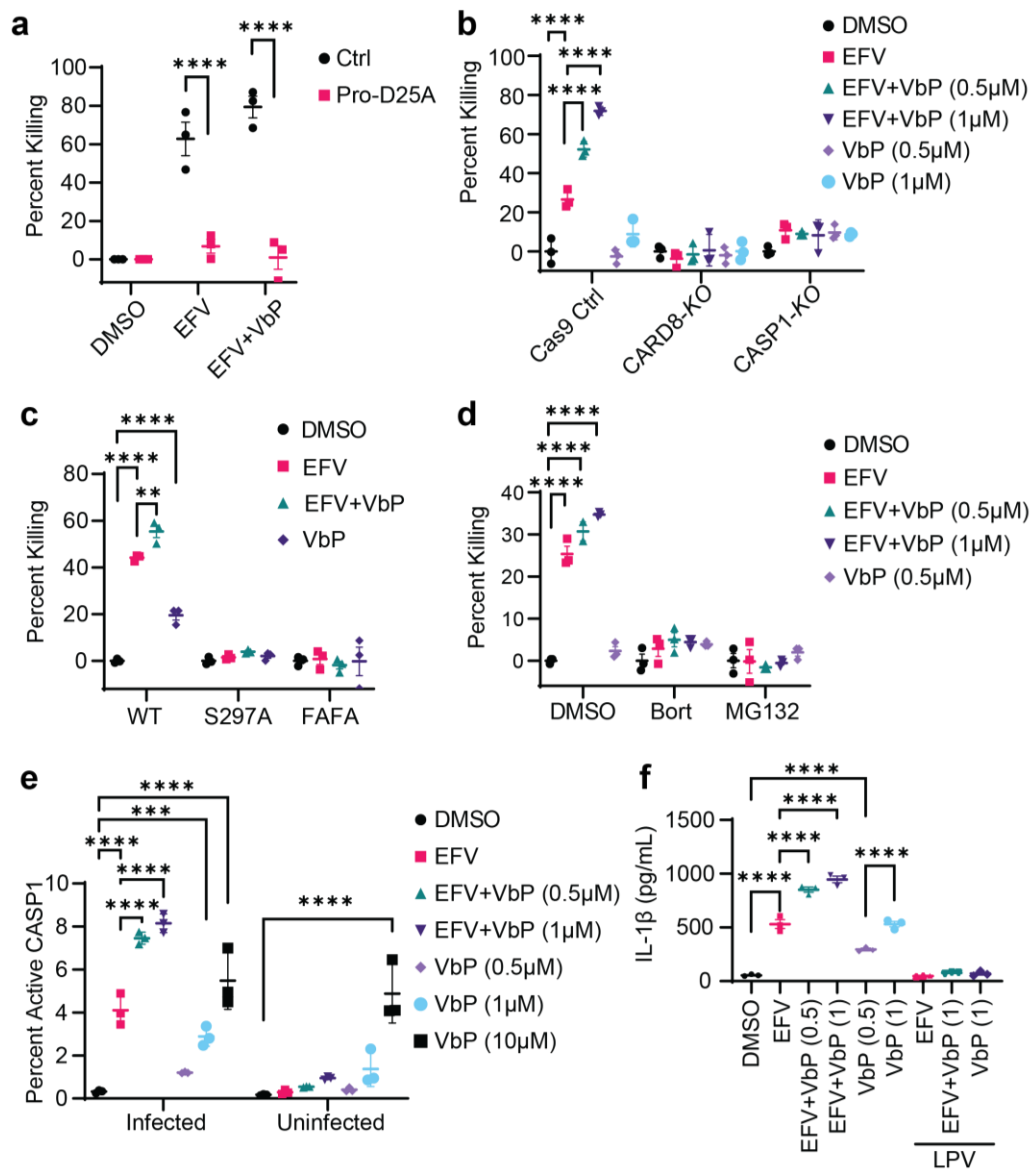 a
****
****
Ctrl
Pro-D25A
Percent Killing
100
80
60
40
20
0
DMSO
EFV
EFV+VbP
b
****
****
****
DMSO
EFV
EFV+VbP (0.5μM)
EFV+VbP (1μM)
VbP (0.5μM)
VbP (1μM)
Percent Killing
100
80
60
40
20
0
Cas9 Ctrl
CARD8-KO
CASP1-KO
c
****
****
**
DMSO
EFV
EFV+VbP
VbP
Percent Killing
80
60
40
20
0
WT
S297A
FAFA
d
****
****
****
DMSO
EFV
EFV+VbP (0.5μM)
EFV+VbP (1μM)
VbP (0.5μM)
Percent Killing
40
30
20
10
0
DMSO
Bort
MG132
e
****
***
****
****
****
****
DMSO
EFV
EFV+VbP (0.5μM)
EFV+VbP (1μM)
VbP (0.5μM)
VbP (1μM)
VbP (10μM)
Percent Active CASP1
10
8
6
4
2
0
Infected
Uninfected
f
****
****
****
****
****
IL-1β (pg/mL)
1500
1000
500
0
DMSO
EFV
EFV+VbP (0.5)
EFV+VbP (1)
VbP (0.5)
VbP (1)
EFV
EFV+VbP (1)
VbP (1)
LPV